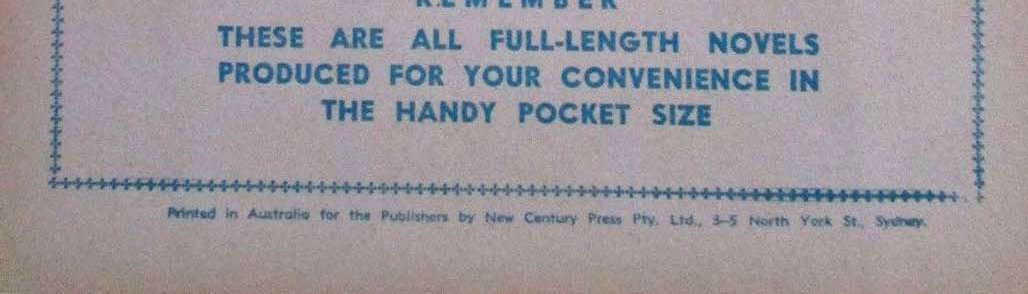 REMEMBER
THESE ARE ALL FULL-LENGTH NOVELS
PRODUCED FOR YOUR CONVENIENCE IN
THE HANDY POCKET SIZE
Printed in Australia for the Publishers by New Century Press Pty. Ltd., 3–5 North York St., Sydney.